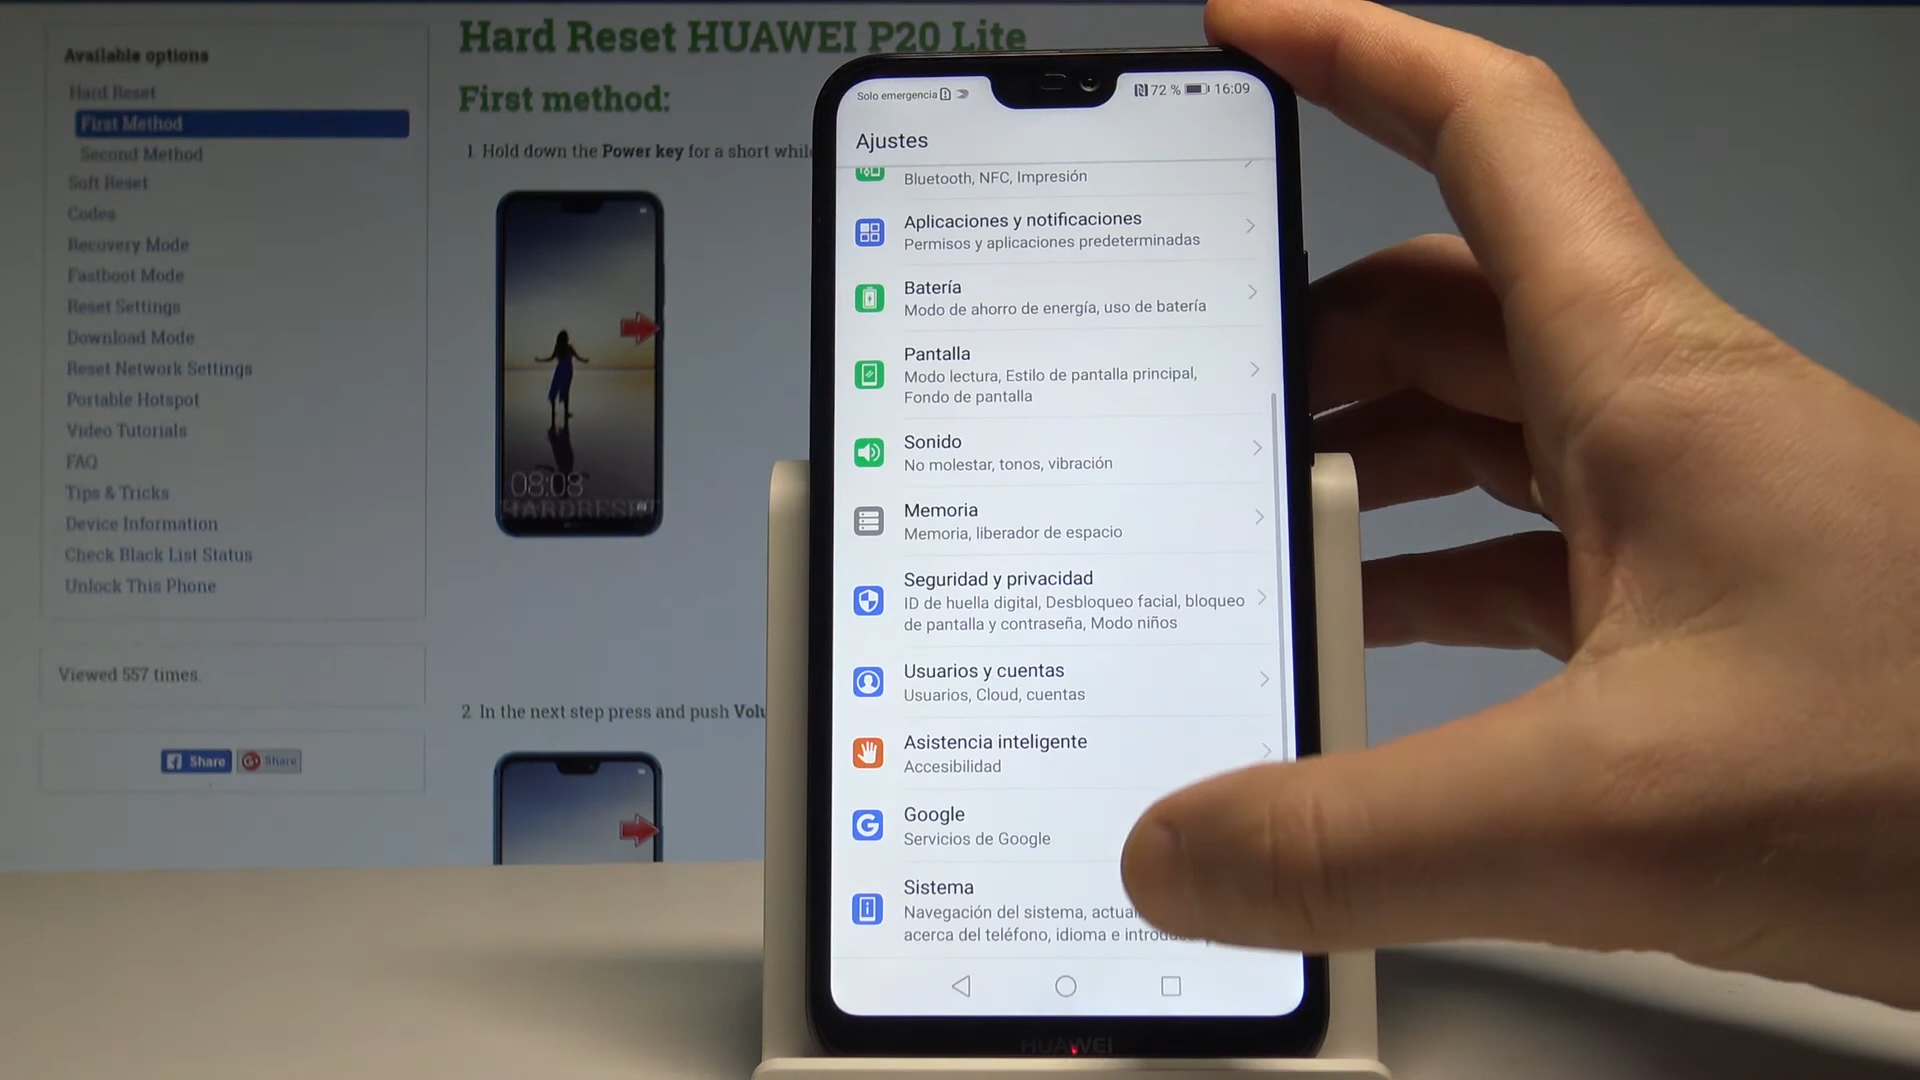 Available options
Hard Reset
First Method
Second Method
Soft Reset
Codes
Recovery Mode
Fastboot Mode
Reset Settings
Download Mode
Reset Network Settings
Portable Hotspot
Video Tutorials
FAQ
Tips & Tricks
Device Information
Check Black List Status
Unlock This Phone
Viewed 557 times.
Share
G+ Share
Hard Reset HUAWEI P20 Lite
First method:
1. Hold down the Power key for a short
08:08
HARDRESET
2. In the next step press and push
Solo emergencia
72 % 16:09
Ajustes
Bluetooth, NFC, Impresión
Aplicaciones y notificaciones
Permisos y aplicaciones predeterminadas
Batería
Modo de ahorro de energía, uso de batería
Pantalla
Modo lectura, Estilo de pantalla principal,
Fondo de pantalla
Sonido
No molestar, tonos, vibración
Memoria
Memoria, liberador de espacio
Seguridad y privacidad
ID de huella digital, Desbloqueo facial, bloqueo
de pantalla y contraseña, Modo niños
Usuarios y cuentas
Usuarios, Cloud, cuentas
Asistencia inteligente
Accesibilidad
Google
Servicios de Google
Sistema
Navegación del sistema,
acerca del teléfono, idioma e
HUAWEI